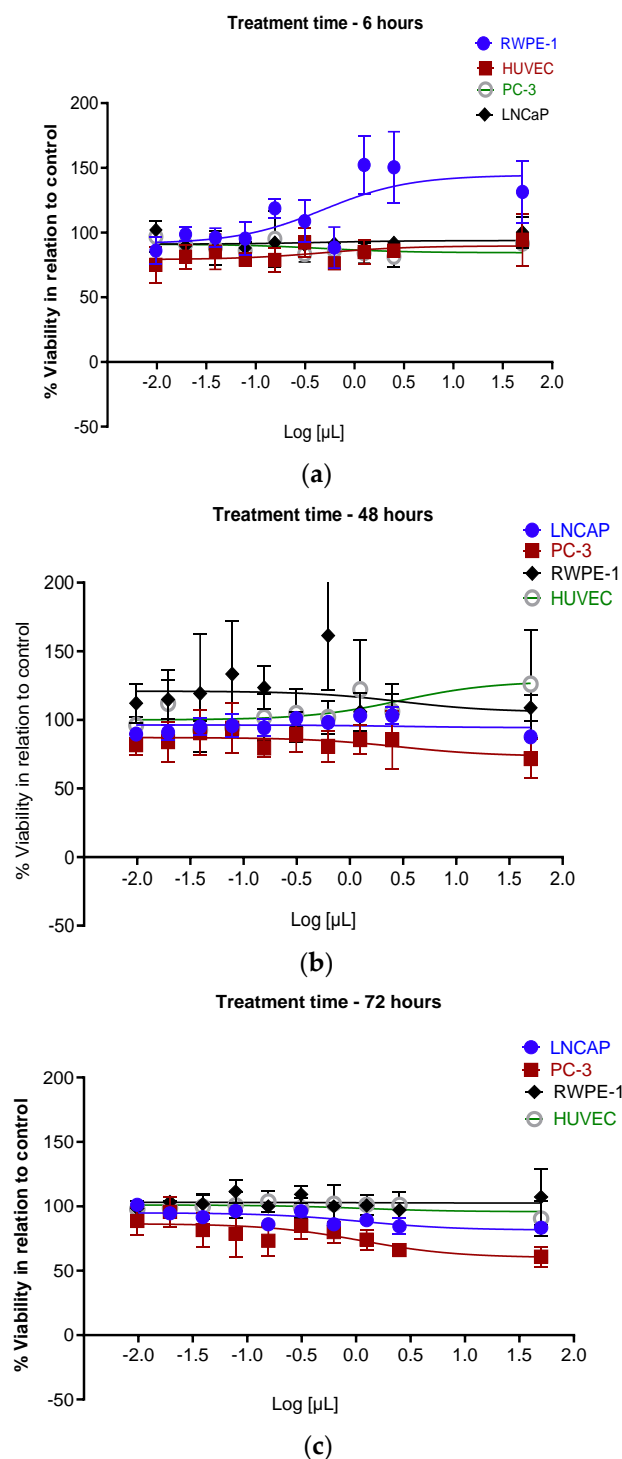 Treatment time - 6 hours
RWPE-1
HUVEC
PC-3
LNCaP
% Viability in relation to control
200
150
100
50
0
-50
-2.0 -1.5 -1.0 -0.5 0.0 0.5 1.0 1.5 2.0
Log [µL]
(a)
Treatment time - 48 hours
LNCAP
PC-3
RWPE-1
HUVEC
% Viability in relation to control
200
150
100
50
0
-50
-2.0 -1.5 -1.0 -0.5 0.0 0.5 1.0 1.5 2.0
Log [µL]
(b)
Treatment time - 72 hours
LNCAP
PC-3
RWPE-1
HUVEC
% Viability in relation to control
200
150
100
50
0
-50
-2.0 -1.5 -1.0 -0.5 0.0 0.5 1.0 1.5 2.0
Log [µL]
(c)